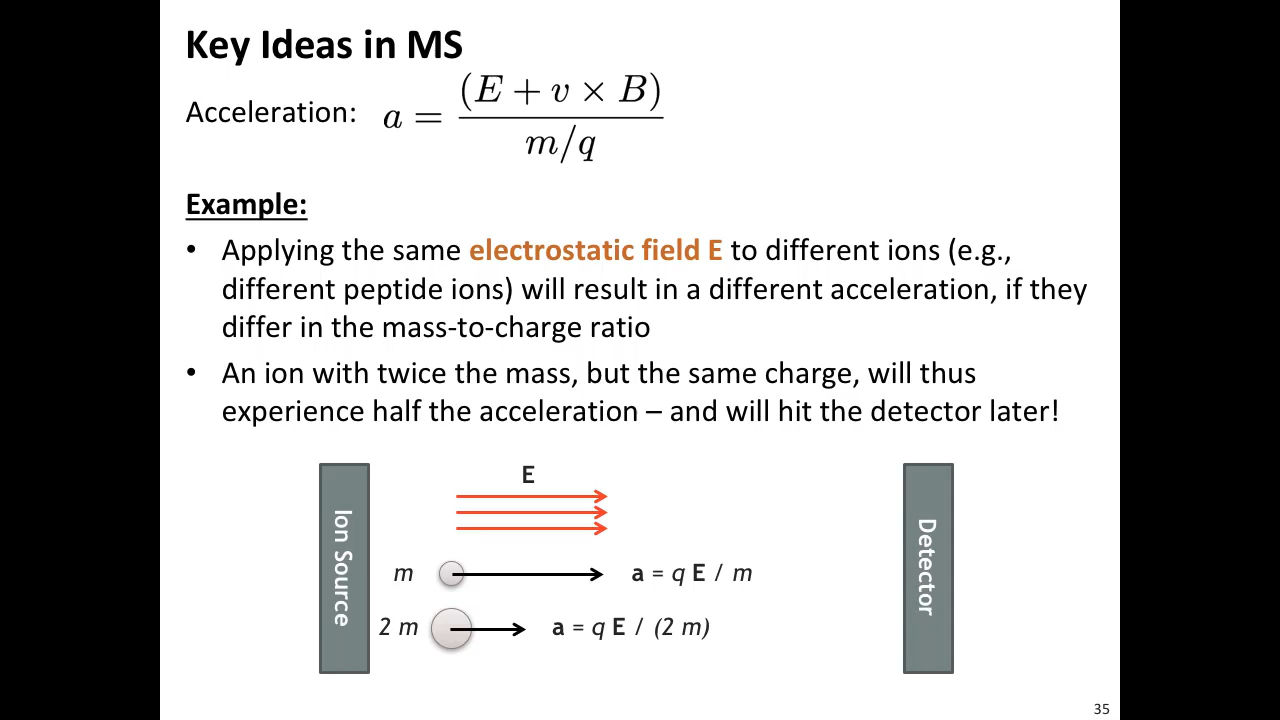 Key Ideas in MS
Acceleration: a = (E + v × B) / m/q
Example:
• Applying the same electrostatic field E to different ions (e.g.,
different peptide ions) will result in a different acceleration, if they
differ in the mass-to-charge ratio
• An ion with twice the mass, but the same charge, will thus
experience half the acceleration – and will hit the detector later!
E
Ion Source
Detector
m
a = q E / m
2 m
a = q E / (2 m)
35